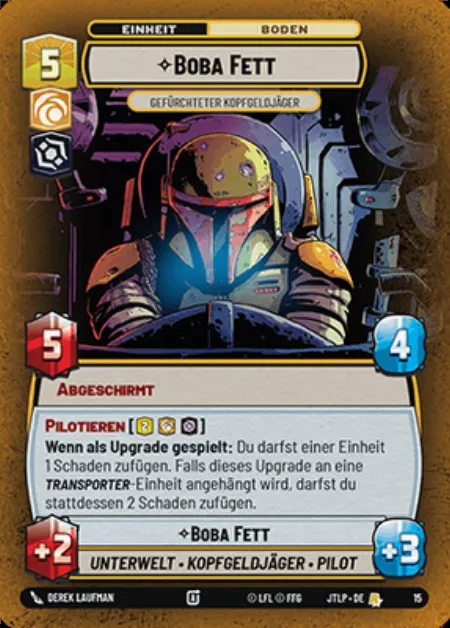 EINHEIT BODEN
5
BOBA FETT
GEFÜRCHTETER KOPFGELDJÄGER
5
4
ABGESCHIRMT
PILOTIEREN [2]
Wenn als Upgrade gespielt: Du darfst einer Einheit
1 Schaden zufügen. Falls dieses Upgrade an eine
TRANSPORTER-Einheit angehängt wird, darfst du
stattdessen 2 Schaden zufügen.
BOBA FETT
+2
+3
UNTERWELT • KOPFGELDJÄGER • PILOT
DEREK LAUFMAN
© LFL © FFG
JTLP • DE
15